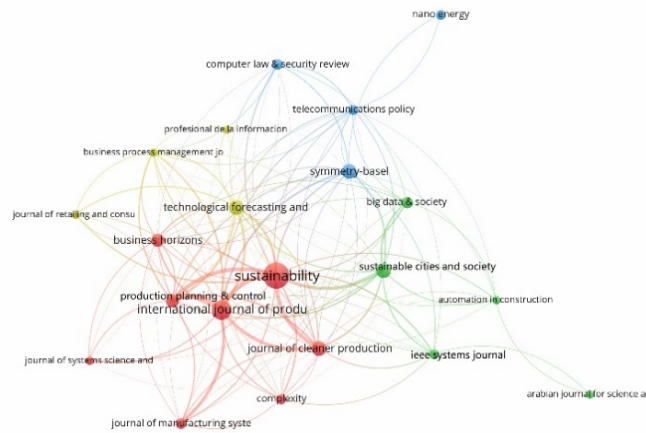 nano energy
computer law & security review
telecommunications policy
profesional de la informacion
business process management jo
symmetry-basel
big data & society
technological forecasting and
journal of retailing and consu
business horizons
sustainable cities and society
sustainability
production planning & control
automation in construction
international journal of produ
journal of cleaner production
ieee systems journal
journal of systems science and
arabian journal for science a
complexity
journal of manufacturing syste